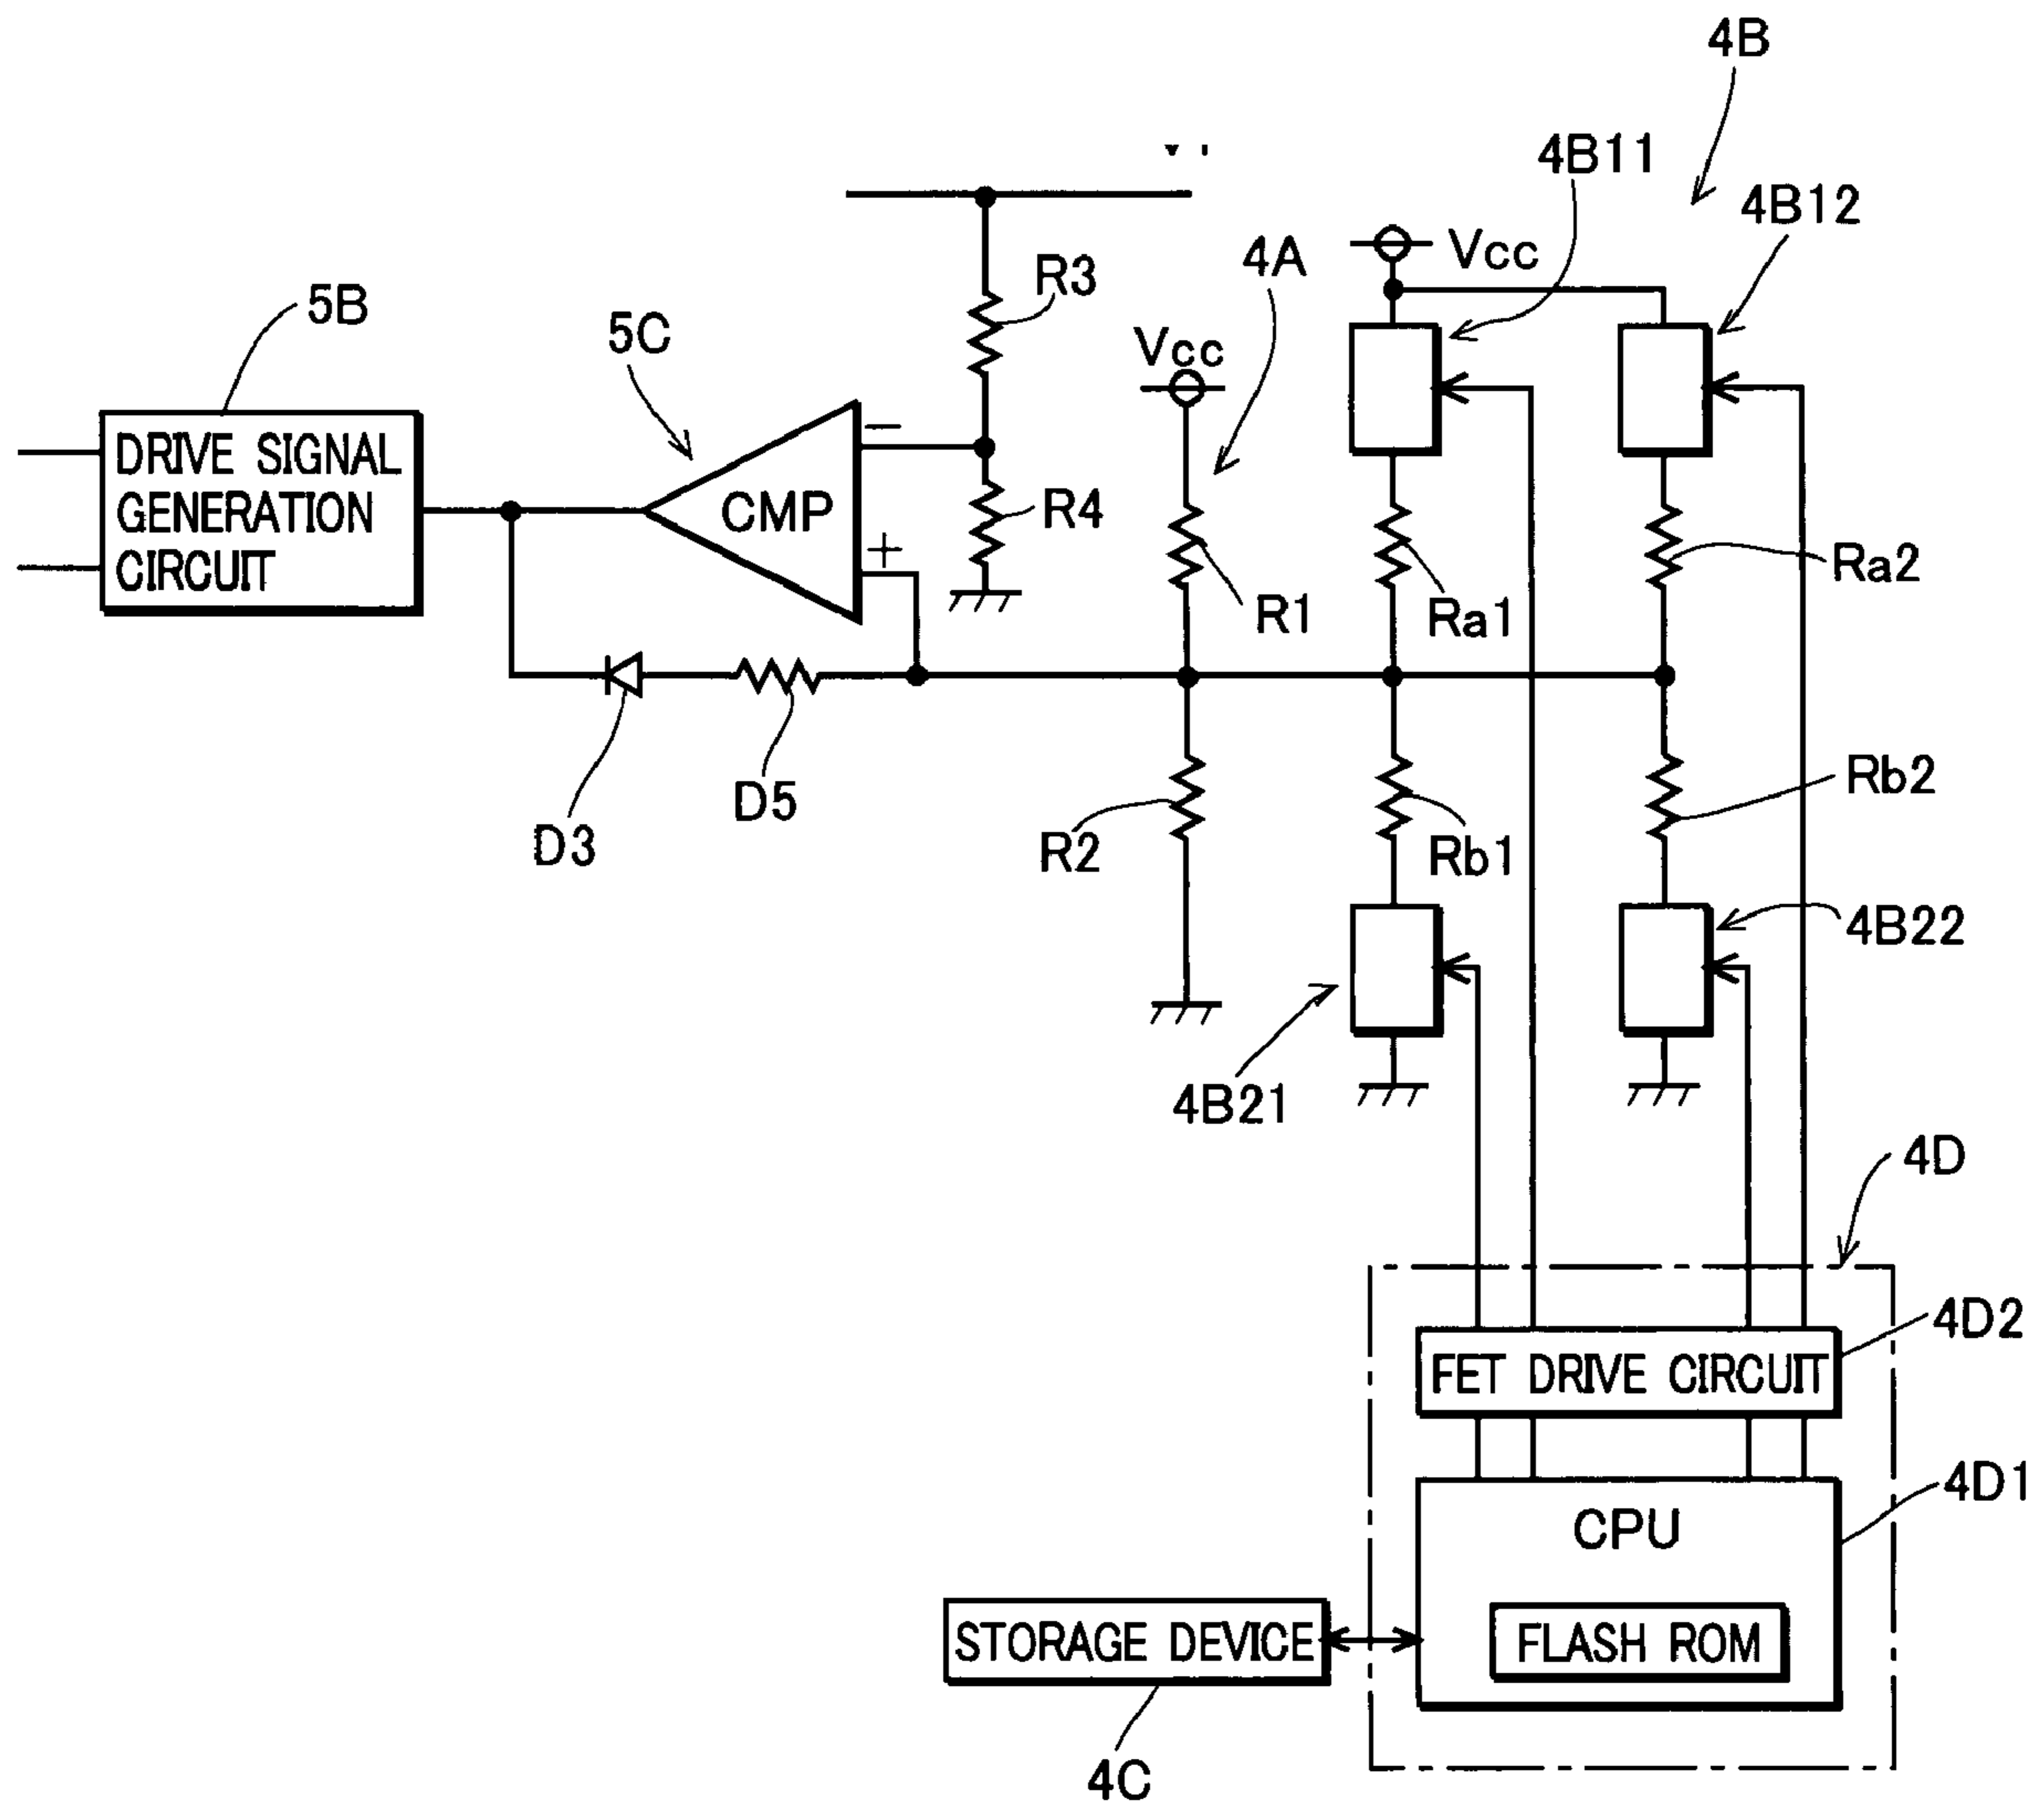 4B
4B11
4B12
4A
Vcc
R3
5B
5C
Vcc
DRIVE SIGNAL
GENERATION
CIRCUIT
CMP
−
+
R4
R1
Ra1
Ra2
D5
D3
R2
Rb1
Rb2
4B22
4B21
4D
4D2
FET DRIVE CIRCUIT
4D1
CPU
STORAGE DEVICE
FLASH ROM
4C